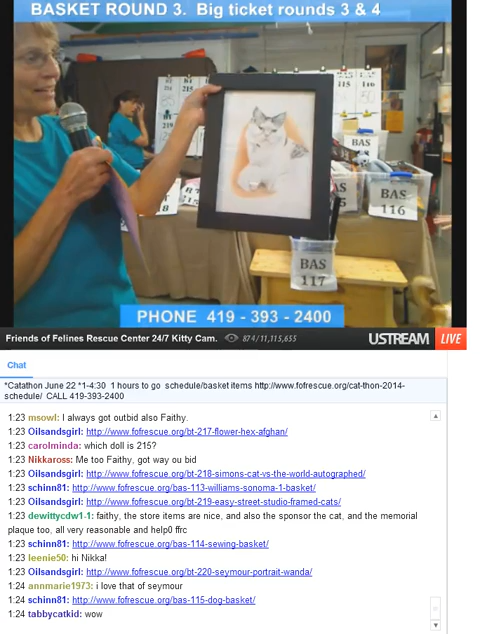 BASKET ROUND 3. Big ticket rounds 3 & 4
BAS
BAS
116
BAS
117
PHONE 419 - 393 - 2400
Friends of Felines Rescue Center 24/7 Kitty Cam. 874/11,115,655 USTREAM LIVE
Chat
*Catathon June 22 *1-4:30 1 hours to go schedule/basket items http://www.fofrescue.org/cat-thon-2014-
schedule/ CALL 419-393-2400
1:23 msowl: I always got outbid also Faithy.
1:23 Oilsandsgirl: http://www.fofrescue.org/bt-217-flower-hex-afghan/
1:23 carolminda: which doll is 215?
1:23 Nikkaross: Me too Faithy, got way ou bid
1:23 Oilsandsgirl: http://www.fofrescue.org/bt-218-simons-cat-vs-the-world-autographed/
1:23 schinn81: http://www.fofrescue.org/bas-113-williams-sonoma-1-basket/
1:23 Oilsandsgirl: http://www.fofrescue.org/bt-219-easy-street-studio-framed-cats/
1:23 dewittycdw1-1: faithy, the store items are nice, and also the sponsor the cat, and the memorial
plaque too, all very reasonable and help0 ffrc
1:23 schinn81: http://www.fofrescue.org/bas-114-sewing-basket/
1:23 leenie50: hi Nikka!
1:23 Oilsandsgirl: http://www.fofrescue.org/bt-220-seymour-portrait-wanda/
1:24 annmarie1973: i love that of seymour
1:24 schinn81: http://www.fofrescue.org/bas-115-dog-basket/
1:24 tabbycatkid: wow